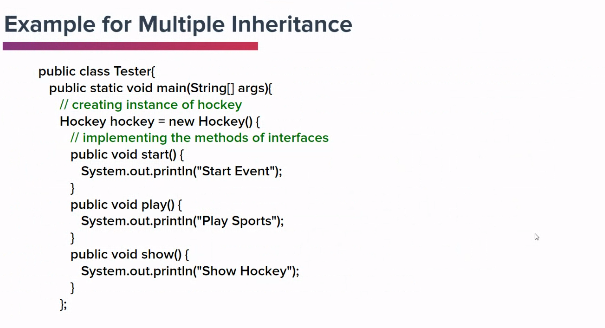 Example for Multiple Inheritance
public class Tester{
public static void main(String[] args){
// creating instance of hockey
Hockey hockey = new Hockey() {
// implementing the methods of interfaces
public void start() {
System.out.println("Start Event");
}
public void play() {
System.out.println("Play Sports");
}
public void show() {
System.out.println("Show Hockey");
}
};